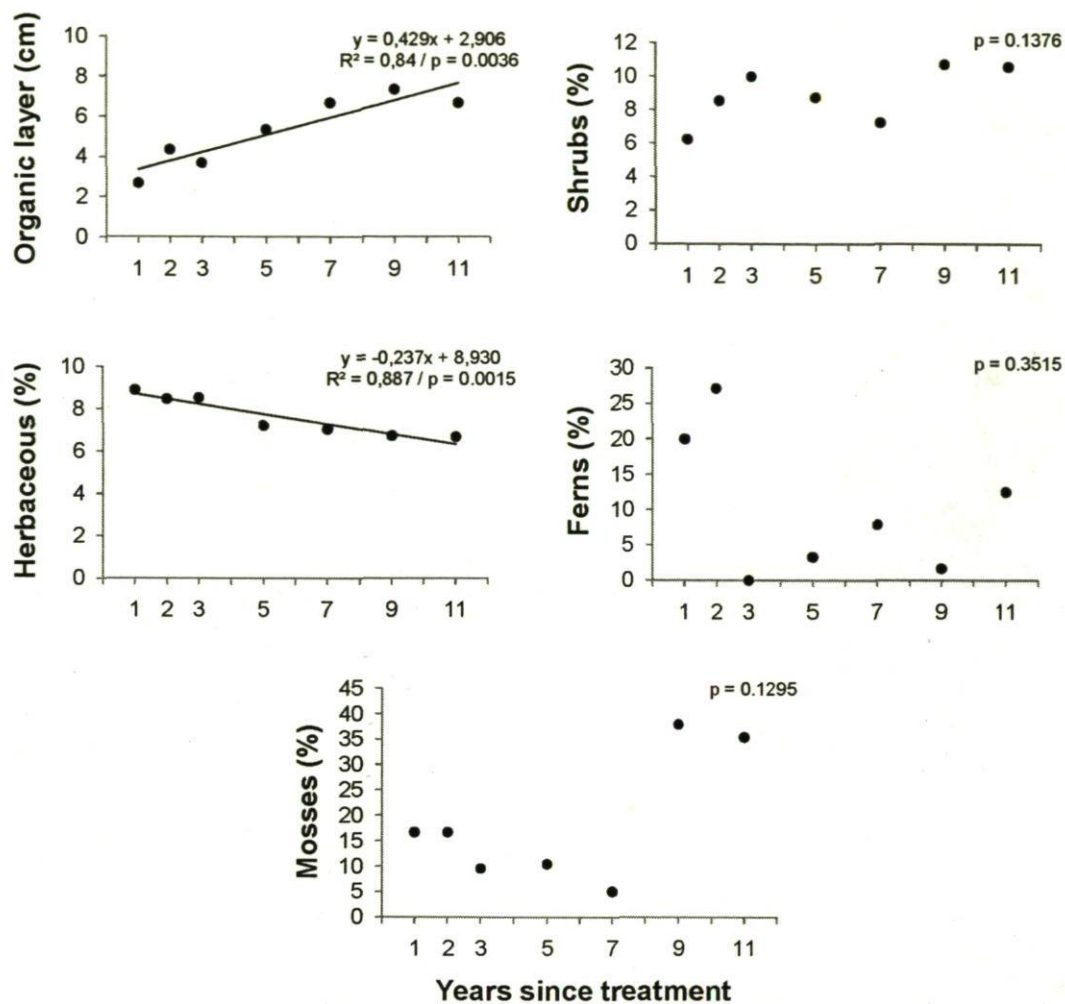 y = 0,429x + 2,906
R² = 0,84 / p = 0.0036
Organic layer (cm)
10
8
6
4
2
0
1 2 3 5 7 9 11
p = 0.1376
Shrubs (%)
12
10
8
6
4
2
0
1 2 3 5 7 9 11
y = -0,237x + 8,930
R² = 0,887 / p = 0.0015
Herbaceous (%)
10
8
6
4
2
0
1 2 3 5 7 9 11
p = 0.3515
Ferns (%)
30
25
20
15
10
5
0
1 2 3 5 7 9 11
p = 0.1295
Mosses (%)
45
40
35
30
25
20
15
10
5
0
1 2 3 5 7 9 11
Years since treatment